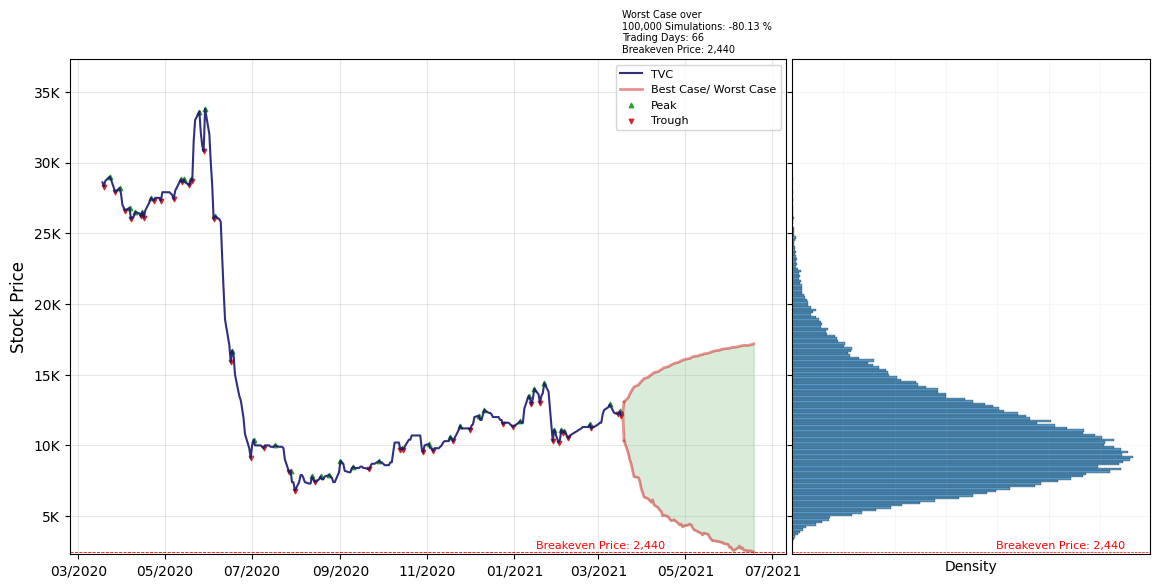 Worst Case over
100,000 Simulations: -80.13 %
Trading Days: 66
Breakeven Price: 2,440
TVC
Best Case/ Worst Case
Peak
Trough
35K
30K
25K
20K
15K
10K
5K
Stock Price
Breakeven Price: 2,440
Breakeven Price: 2,440
03/2020 05/2020 07/2020 09/2020 11/2020 01/2021 03/2021 05/2021 07/2021
Density